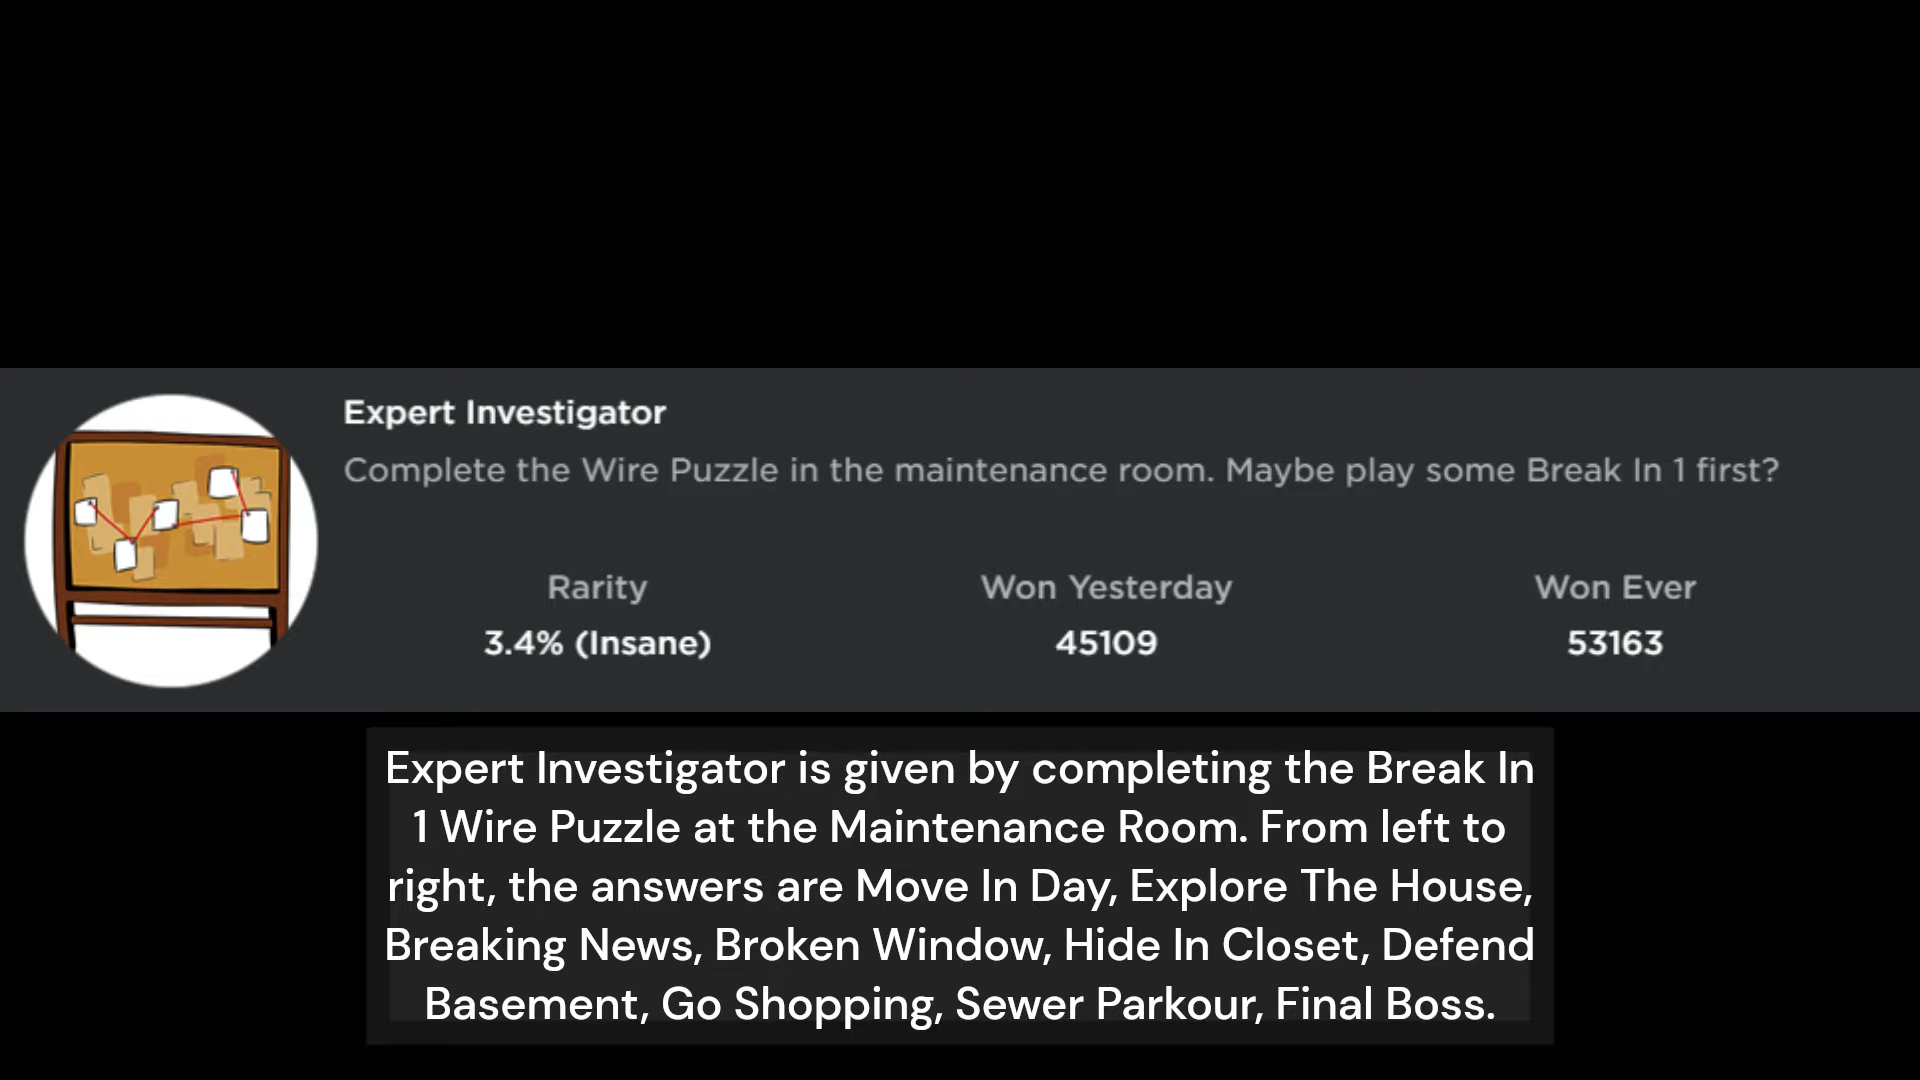 Expert Investigator
Complete the Wire Puzzle in the maintenance room. Maybe play some Break In 1 first?
Rarity
Won Yesterday
Won Ever
3.4% (Insane)
45109
53163
Expert Investigator is given by completing the Break In
1 Wire Puzzle at the Maintenance Room. From left to
right, the answers are Move In Day, Explore The House,
Breaking News, Broken Window, Hide In Closet, Defend
Basement, Go Shopping, Sewer Parkour, Final Boss.